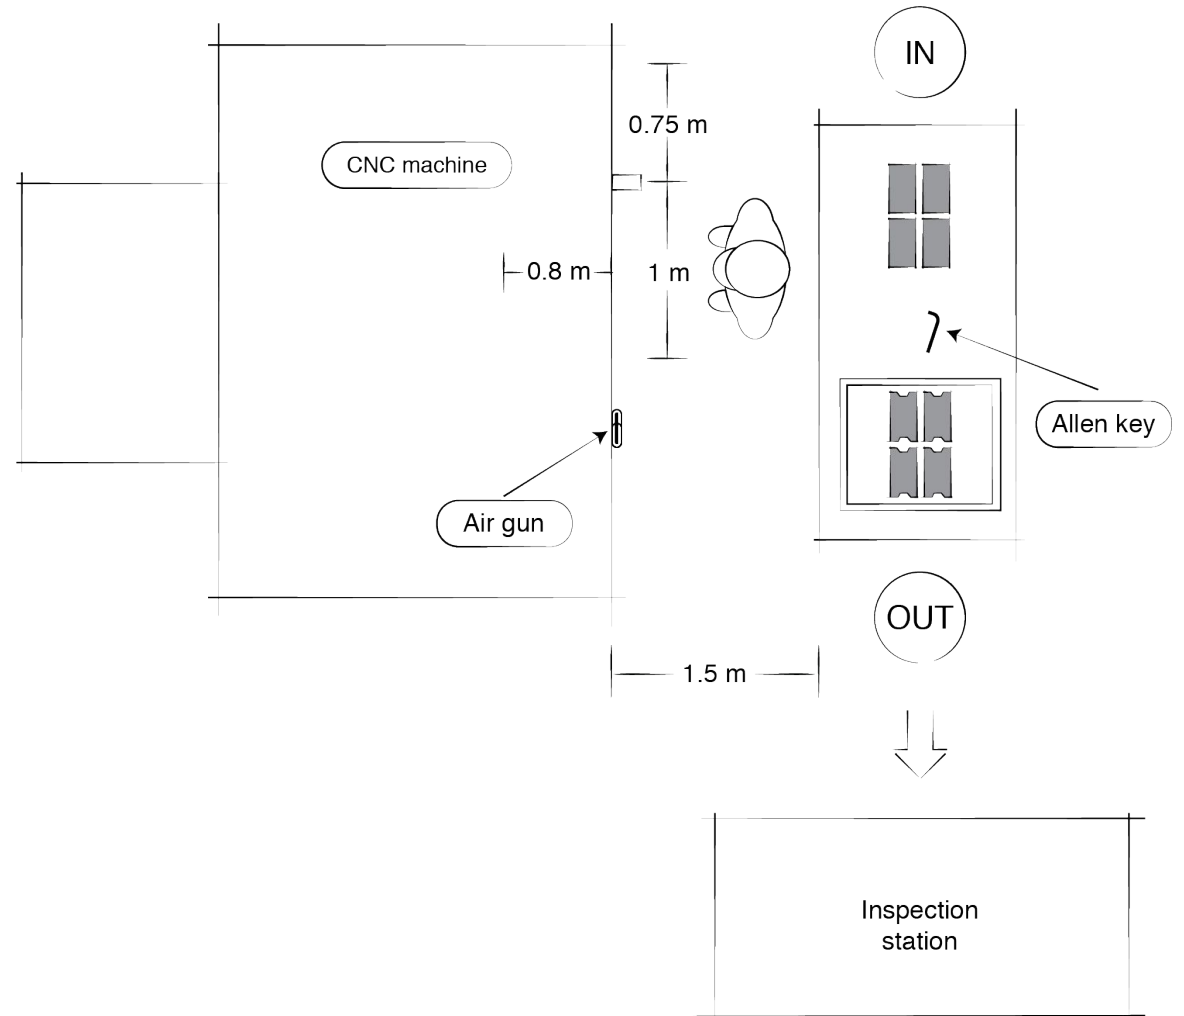 IN
0.75 m
CNC machine
0.8 m
1 m
Allen key
Air gun
OUT
1.5 m
Inspection
station